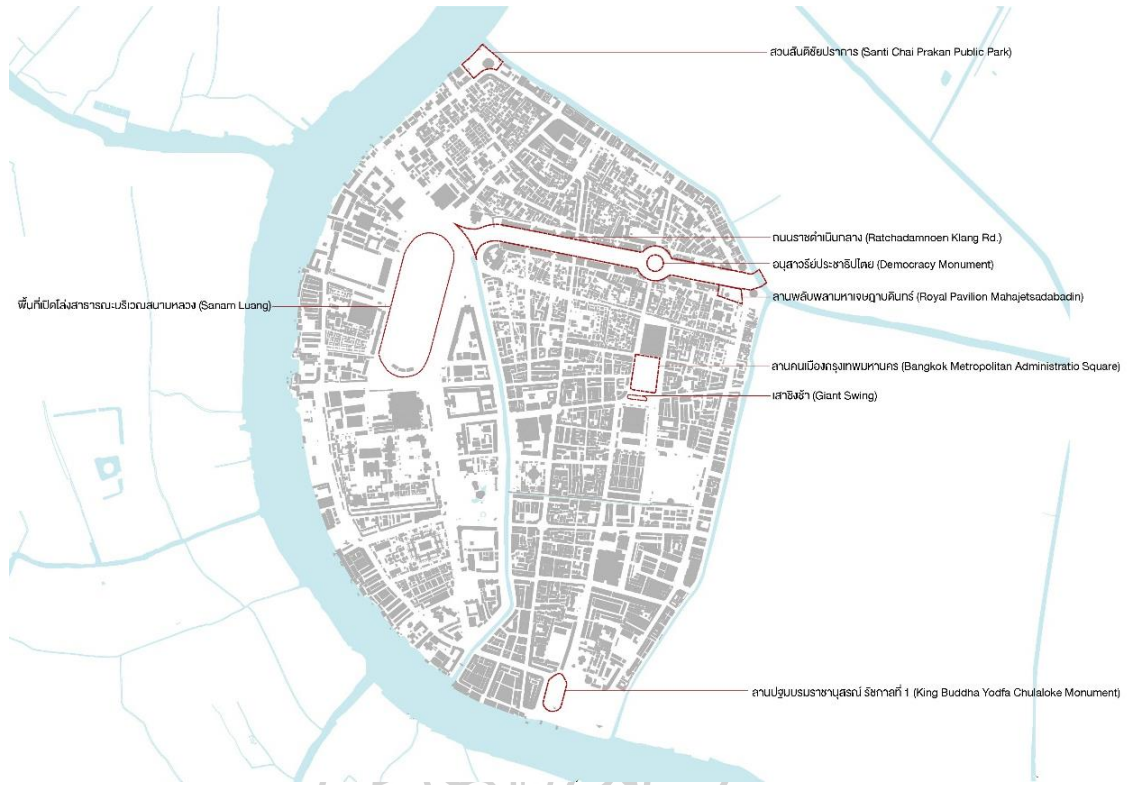 สวนสันติชัยปราการ (Santi Chai Prakan Public Park)
ถนนราชดำเนินกลาง (Ratchadamnoen Klang Rd.)
อนุสาวรีย์ประชาธิปไตย (Democracy Monument)
ลานพลับพลามหาเจษฎาบดินทร์ (Royal Pavilion Mahajetsadabadin)
พื้นที่เปิดโล่งสาธารณะบริเวณสนามหลวง (Sanam Luang)
ลานคนเมืองกรุงเทพมหานคร (Bangkok Metropolitan Administratio Square)
เสาชิงช้า (Giant Swing)
ลานปฐมบรมราชานุสรณ์ รัชกาลที่ 1 (King Buddha Yodfa Chulaloke Monument)